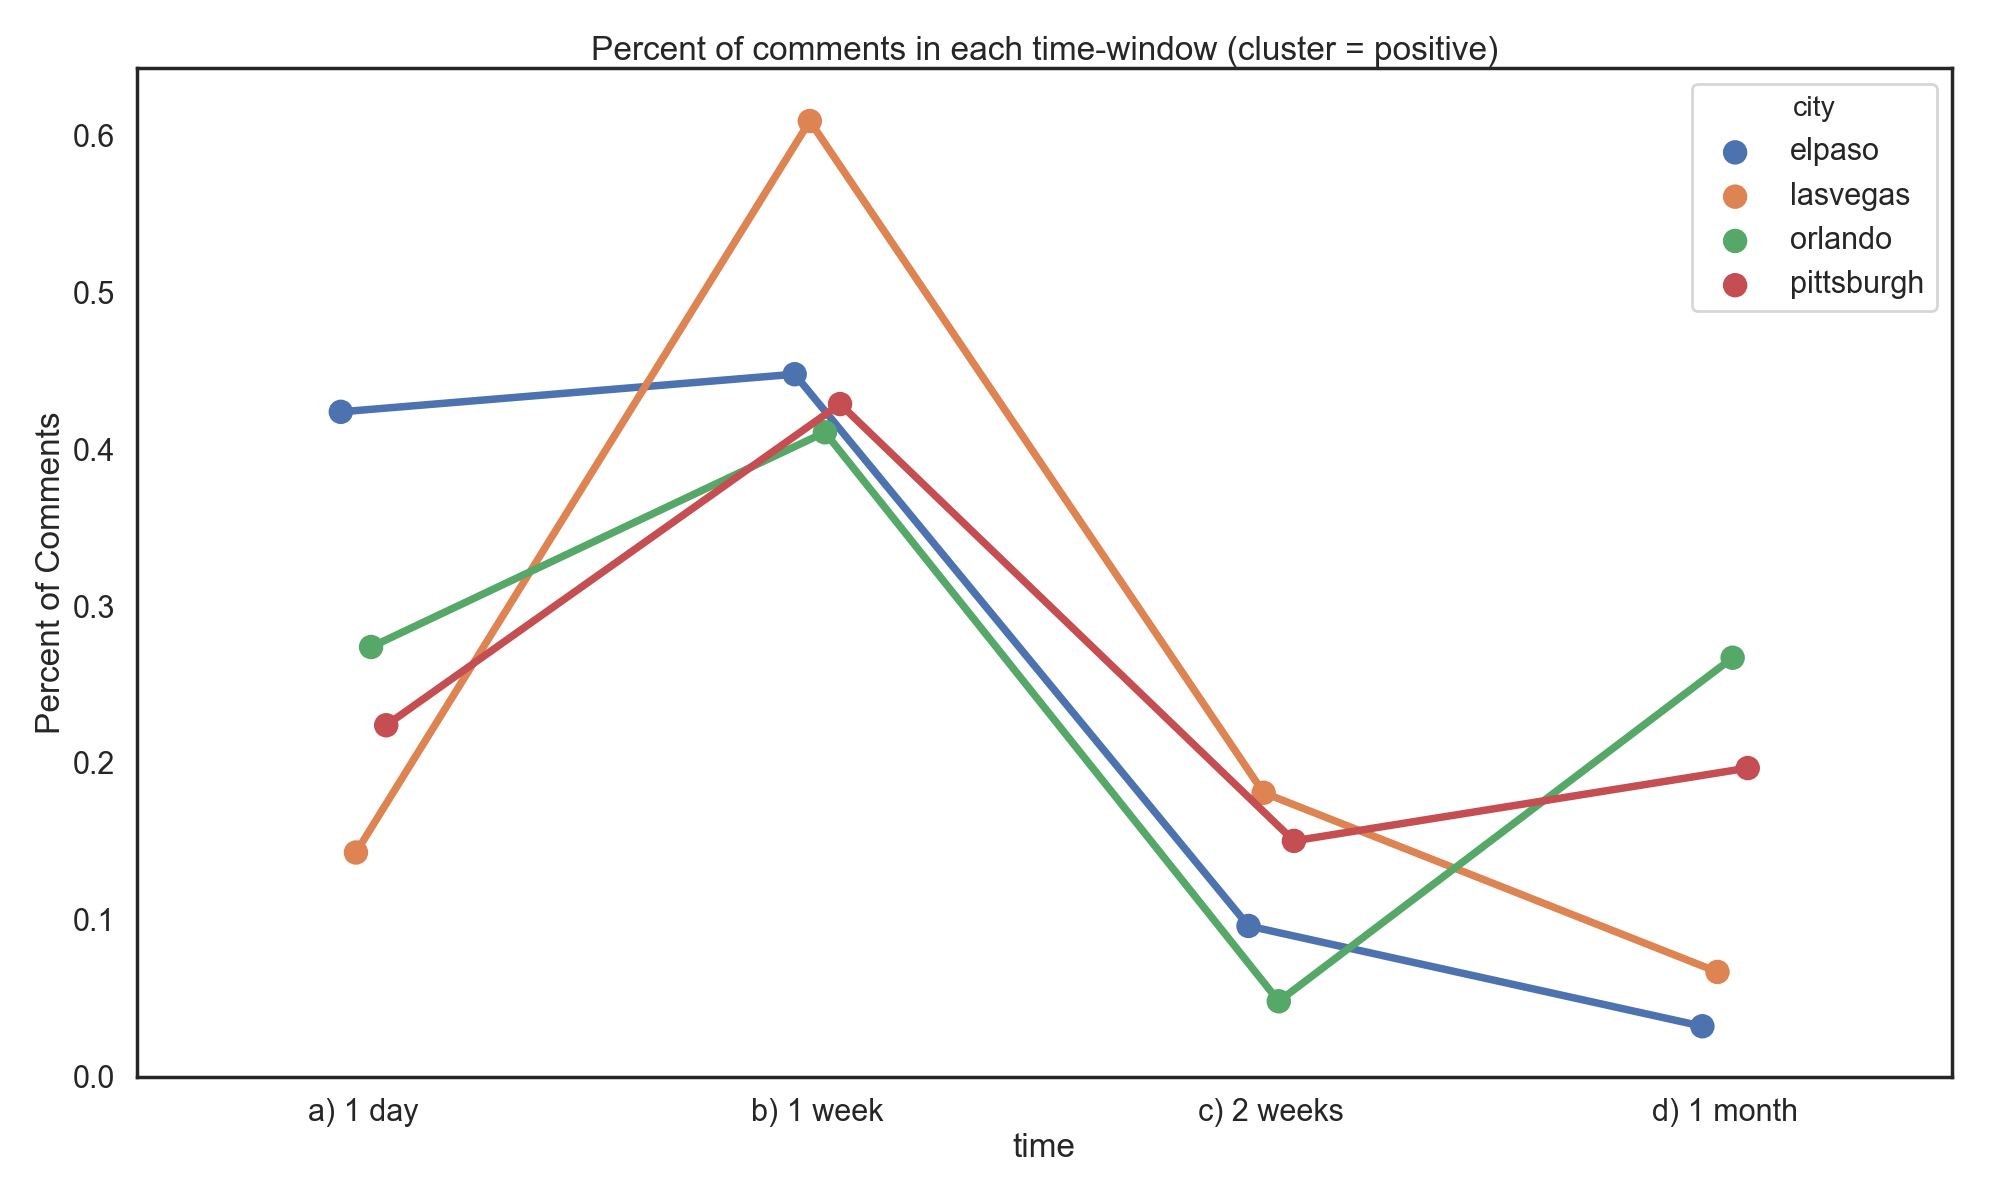 Percent of comments in each time-window (cluster = positive)
city
elpaso
lasvegas
orlando
pittsburgh
Percent of Comments
0.6
0.5
0.4
0.3
0.2
0.1
0.0
a) 1 day
b) 1 week
c) 2 weeks
d) 1 month
time